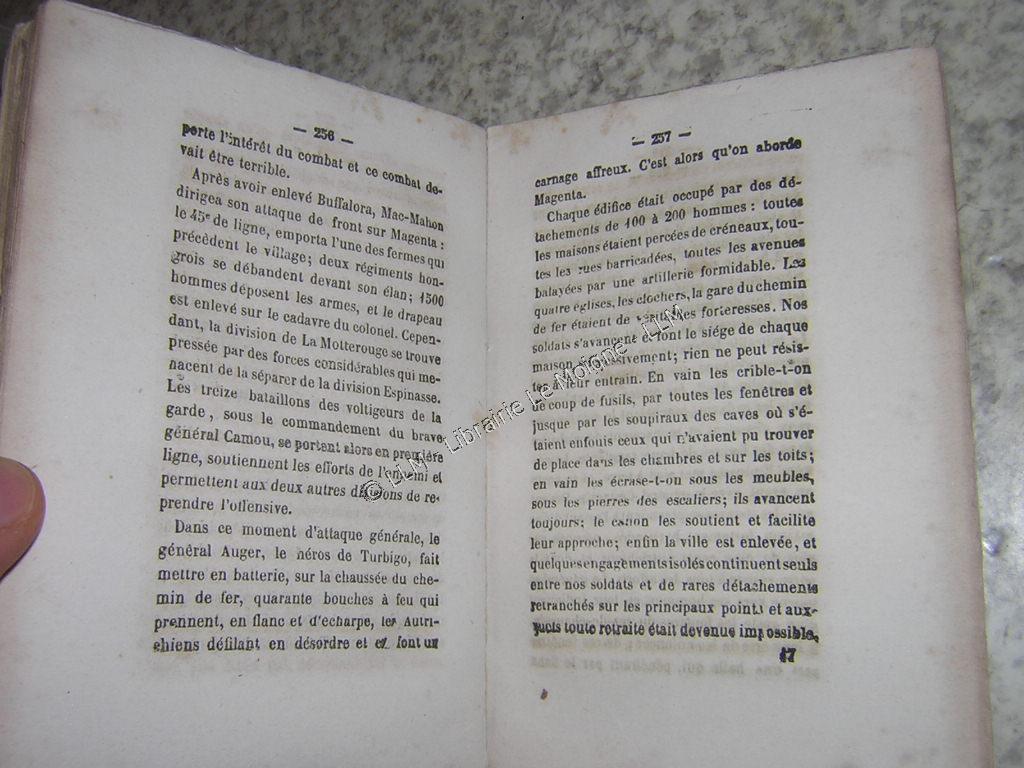 — 256 —
porte l'intérêt du combat et ce combat de-
vait être terrible.
Après avoir enlevé Buffalora, Mac-Mahon
dirigea son attaque de front sur Magenta :
le 45e de ligne, emporta l'une des fermes qui
précèdent le village; deux régiments hon-
grois se débandent devant son élan; 1500
hommes déposent les armes, et le drapeau
est enlevé sur le cadavre du colonel. Cepen-
dant, la division de La Motterouge se trouve
pressée par des forces considérables qui me-
nacent de la séparer de la division Espinasse.
Les treize bataillons des voltigeurs de la
garde, sous le commandement du brave
général Camou, se portent alors en première
ligne, soutiennent les efforts de l'ennemi et
permettent aux deux autres divisions de re-
prendre l'offensive.
Dans ce moment d'attaque générale, le
général Auger, le héros de Turbigo, fait
mettre en batterie, sur la chaussée du che-
min de fer, quarante bouches à feu qui
prennent, en flanc et d'écharpe, les Autri-
chiens défilant en désordre et en font un
— 257 —
carnage affreux. C'est alors qu'on aborde
Magenta.
Chaque édifice était occupé par des dé-
tachements de 100 à 200 hommes : toutes
les maisons étaient percées de créneaux, tou-
tes les rues barricadées, toutes les avenues
balayées par une artillerie formidable. Les
quatre églises, les clochers, la gare du chemin
de fer étaient de véritables forteresses. Nos
soldats s'avancent et font le siége de chaque
maison successivement; rien ne peut résis-
ter à leur entrain. En vain les crible-t-on
de coup de fusils, par toutes les fenêtres et
jusque par les soupiraux des caves où s'é-
taient enfouis ceux qui n'avaient pu trouver
de place dans les chambres et sur les toits;
en vain les écrase-t-on sous les meubles,
sous les pierres des escaliers; ils avancent
toujours; le canon les soutient et facilite
leur approche; enfin la ville est enlevée, et
quelques engagements isolés continuent seuls
entre nos soldats et de rares détachements
retranchés sur les principaux points et aux-
quels toute retraite était devenue impossible.
17
© LLM - Librairie Le Moigne - LLM